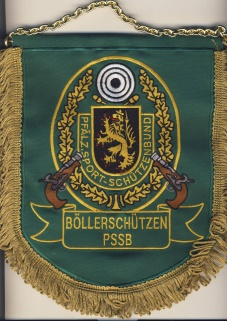 PFÄLZ. SPORT-SCHÜTZENBUND
BÖLLERSCHÜTZEN
PSSB